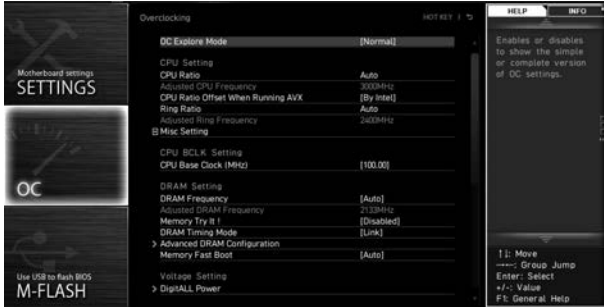 Motherboard settings
SETTINGS
OC
Use USB to flash BIOS
M-FLASH
Overclocking
HOT KEY |
OC Explore Mode [Normal]
CPU Setting
CPU Ratio Auto
Adjusted CPU Frequency 3000MHz
CPU Ratio Offset When Running AVX [By Intel]
Ring Ratio Auto
Adjusted Ring Frequency 2400MHz
Misc Setting
CPU BCLK Setting
CPU Base Clock (MHz) [100.00]
DRAM Setting
DRAM Frequency [Auto]
Adjusted DRAM Frequency 2133MHz
Memory Try It ! [Disabled]
DRAM Timing Mode [Link]
> Advanced DRAM Configuration
Memory Fast Boot [Auto]
Voltage Setting
> DigitALL Power
HELP INFO
Enables or disables
to show the simple
or complete version
of OC settings.
↑↓: Move
→←: Group Jump
Enter: Select
+/-: Value
F1: General Help